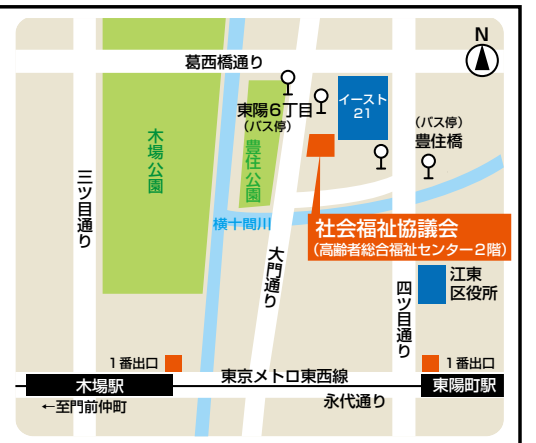 N
葛西橋通り
東陽6丁目
(バス停)
イースト
21
(バス停)
豊住橋
木場公園
豊住公園
三ツ目通り
横十間川
社会福祉協議会
(高齢者総合福祉センター2階)
大門通り
四ツ目通り
江東
区役所
1番出口
1番出口
木場駅
東京メトロ東西線
東陽町駅
←至門前仲町
永代通り